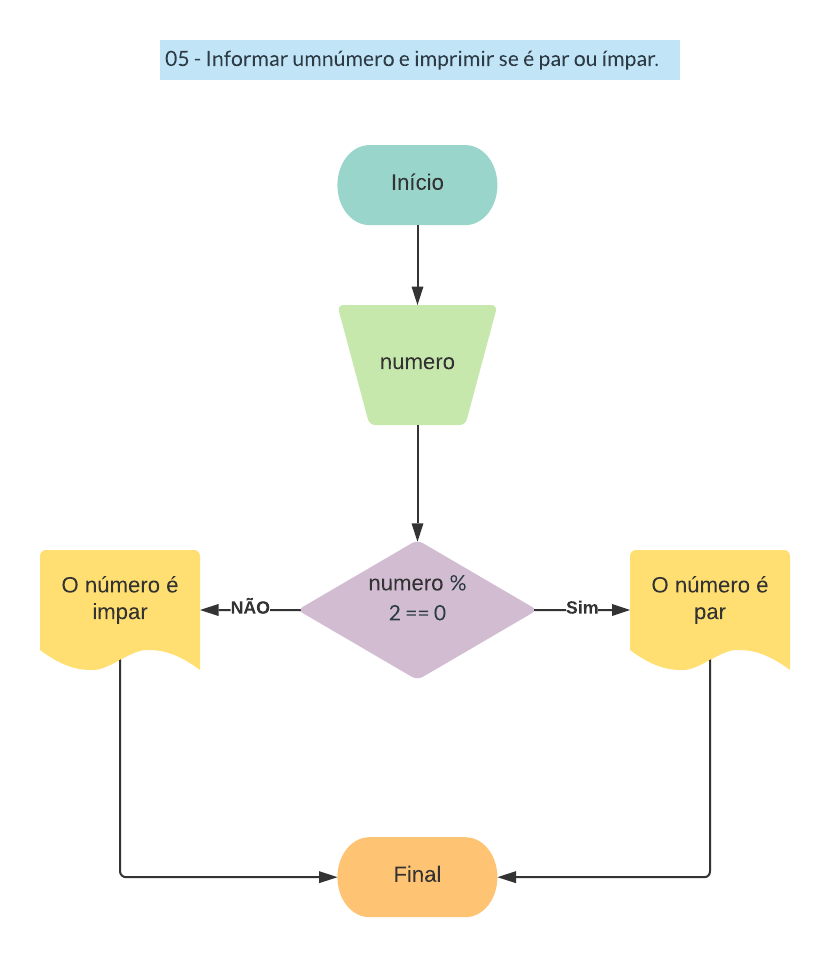 05 - Informar umnúmero e imprimir se é par ou ímpar.
Início
numero
numero %
2 == 0
NÃO
Sim
O número é
impar
O número é
par
Final